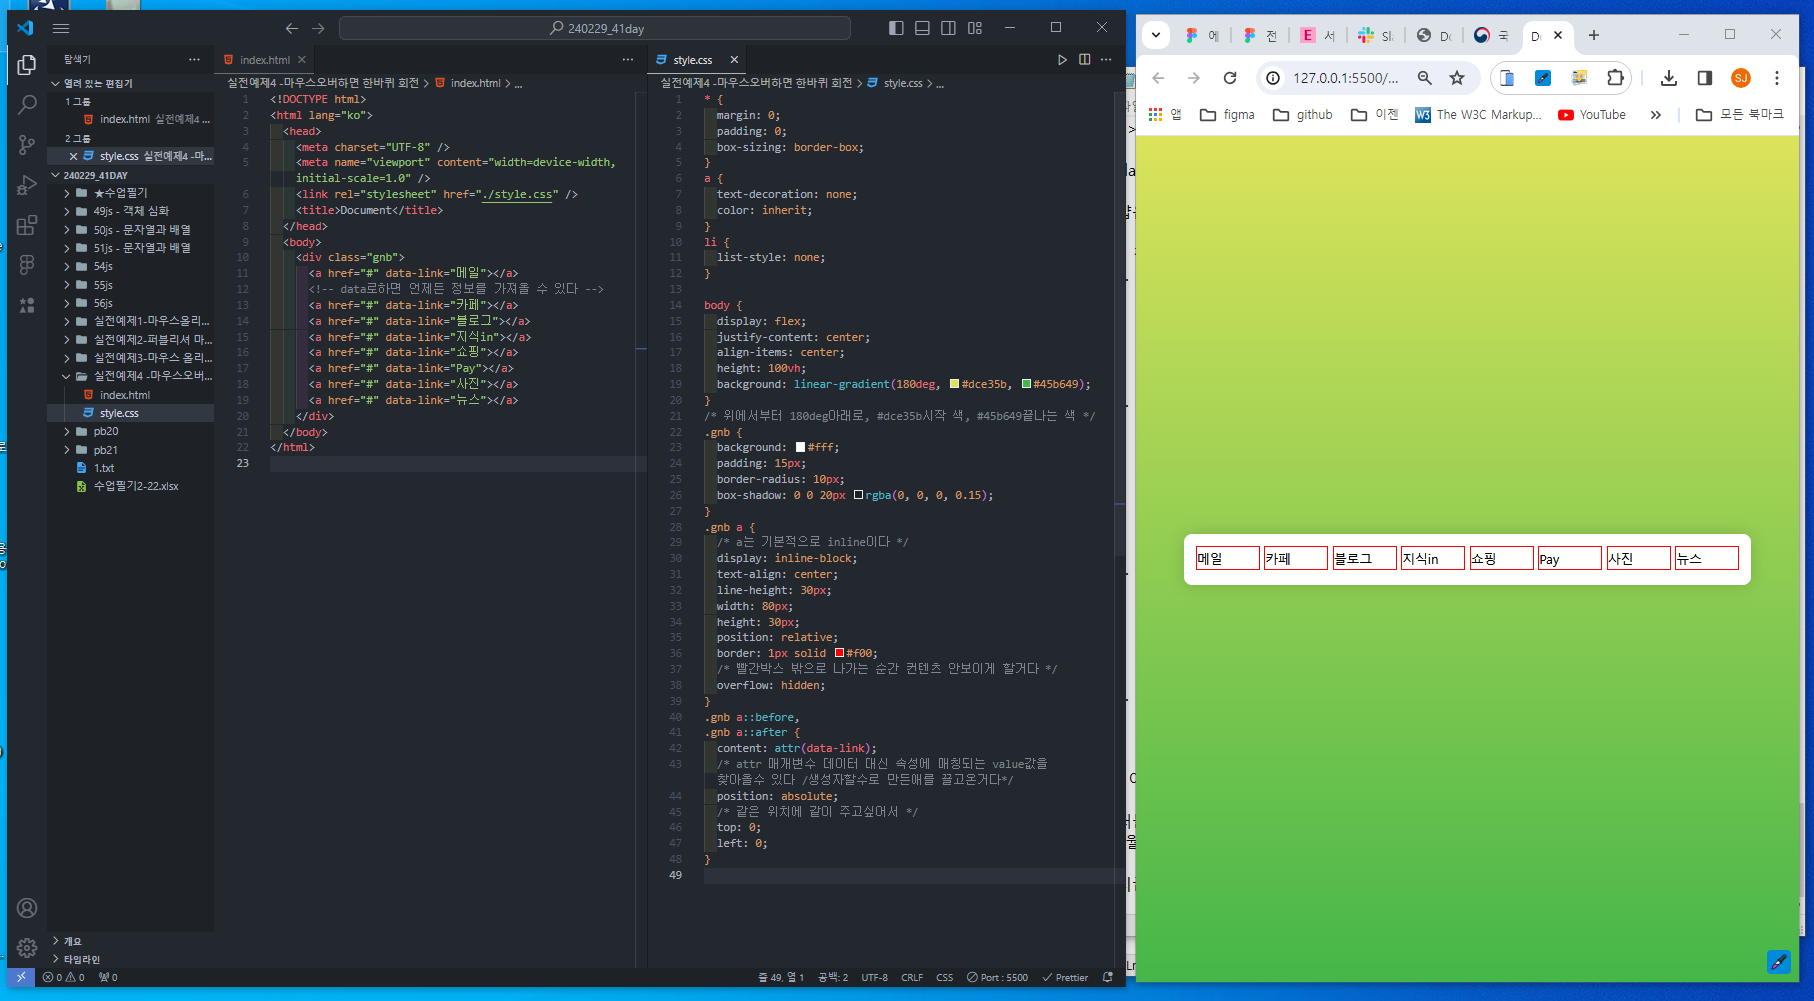 240229_41day
탐색기
열려 있는 편집기
1 그룹
index.html 실전예제4 ...
2 그룹
style.css 실전예제4 -마...
240229_41DAY
★수업필기
49js - 객체 심화
50js - 문자열과 배열
51js - 문자열과 배열
54js
55js
56js
실전예제1-마우스올리...
실전예제2-퍼블리셔 마...
실전예제3-마우스 올리...
실전예제4 -마우스오버...
index.html
style.css
pb20
pb21
1.txt
수업필기2-22.xlsx
개요
타임라인
index.html
실전예제4 -마우스오버하면 한바퀴 회전 > index.html > ...
1 <!DOCTYPE html>
2 <html lang="ko">
3 <head>
4 <meta charset="UTF-8" />
5 <meta name="viewport" content="width=device-width,
initial-scale=1.0" />
6 <link rel="stylesheet" href="./style.css" />
7 <title>Document</title>
8 </head>
9 <body>
10 <div class="gnb">
11 <a href="#" data-link="메일"></a>
12 <!-- data로하면 언제든 정보를 가져올 수 있다 -->
13 <a href="#" data-link="카페"></a>
14 <a href="#" data-link="블로그"></a>
15 <a href="#" data-link="지식in"></a>
16 <a href="#" data-link="쇼핑"></a>
17 <a href="#" data-link="Pay"></a>
18 <a href="#" data-link="사진"></a>
19 <a href="#" data-link="뉴스"></a>
20 </div>
21 </body>
22 </html>
23
style.css
실전예제4 -마우스오버하면 한바퀴 회전 > style.css > ...
1 * {
2 margin: 0;
3 padding: 0;
4 box-sizing: border-box;
5 }
6 a {
7 text-decoration: none;
8 color: inherit;
9 }
10 li {
11 list-style: none;
12 }
13
14 body {
15 display: flex;
16 justify-content: center;
17 align-items: center;
18 height: 100vh;
19 background: linear-gradient(180deg, #dce35b, #45b649);
20 }
21 /* 위에서부터 180deg아래로, #dce35b시작 색, #45b649끝나는 색 */
22 .gnb {
23 background: #fff;
24 padding: 15px;
25 border-radius: 10px;
26 box-shadow: 0 0 20px rgba(0, 0, 0, 0.15);
27 }
28 .gnb a {
29 /* a는 기본적으로 inline이다 */
30 display: inline-block;
31 text-align: center;
32 line-height: 30px;
33 width: 80px;
34 height: 30px;
35 position: relative;
36 border: 1px solid #f00;
37 /* 빨간박스 밖으로 나가는 순간 컨텐츠 안보이게 할거다 */
38 overflow: hidden;
39 }
40 .gnb a::before,
41 .gnb a::after {
42 content: attr(data-link);
43 /* attr 매개변수 데이터 대신 속성에 매칭되는 value값을
찾아올수 있다 /생성자할수로 만든애를 끌고온거다*/
44 position: absolute;
45 /* 같은 위치에 같이 주고싶어서 */
46 top: 0;
47 left: 0;
48 }
49
0 0 0
줄 49, 열 1 공백: 2 UTF-8 CRLF CSS Port : 5500 Prettier
에 전 E 서 Sl Do 국 Do
127.0.0.1:5500/... SJ
앱 figma github 이젠 W3 The W3C Markup... YouTube » 모든 북마크
메일 카페 블로그 지식in 쇼핑 Pay 사진 뉴스